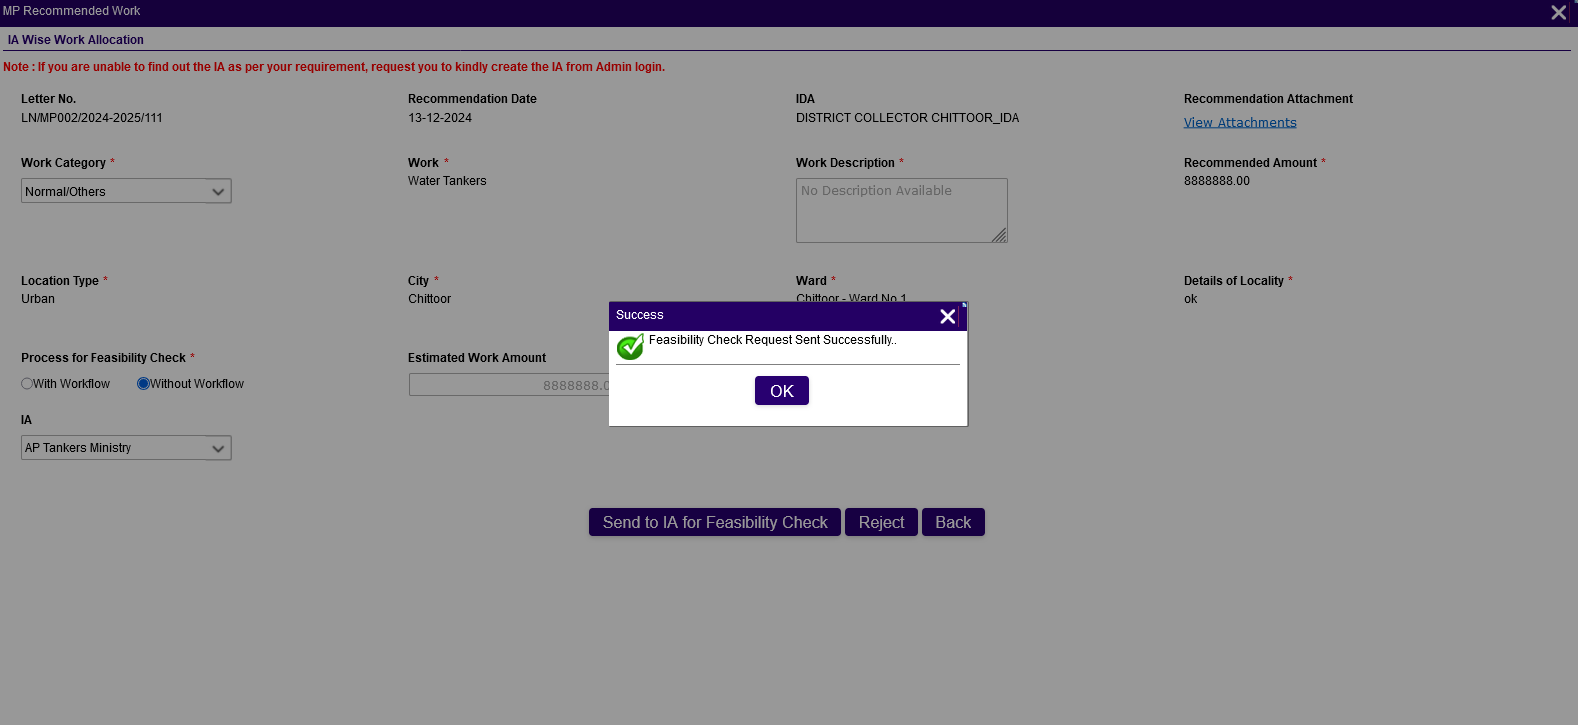 MP Recommended Work
IA Wise Work Allocation
Note : If you are unable to find out the IA as per your requirement, request you to kindly create the IA from Admin login.
Letter No.
LN/MP002/2024-2025/111
Recommendation Date
13-12-2024
IDA
DISTRICT COLLECTOR CHITTOOR_IDA
Recommendation Attachment
View Attachments
Work Category *
Normal/Others
Work *
Water Tankers
Work Description *
No Description Available
Recommended Amount *
8888888.00
Location Type *
Urban
City *
Chittoor
Ward *
Chittoor - Ward No.1
Details of Locality *
ok
Success
Feasibility Check Request Sent Successfully..
OK
Process for Feasibility Check *
With Workflow
Without Workflow
Estimated Work Amount
8888888.0
IA
AP Tankers Ministry
Send to IA for Feasibility Check
Reject
Back